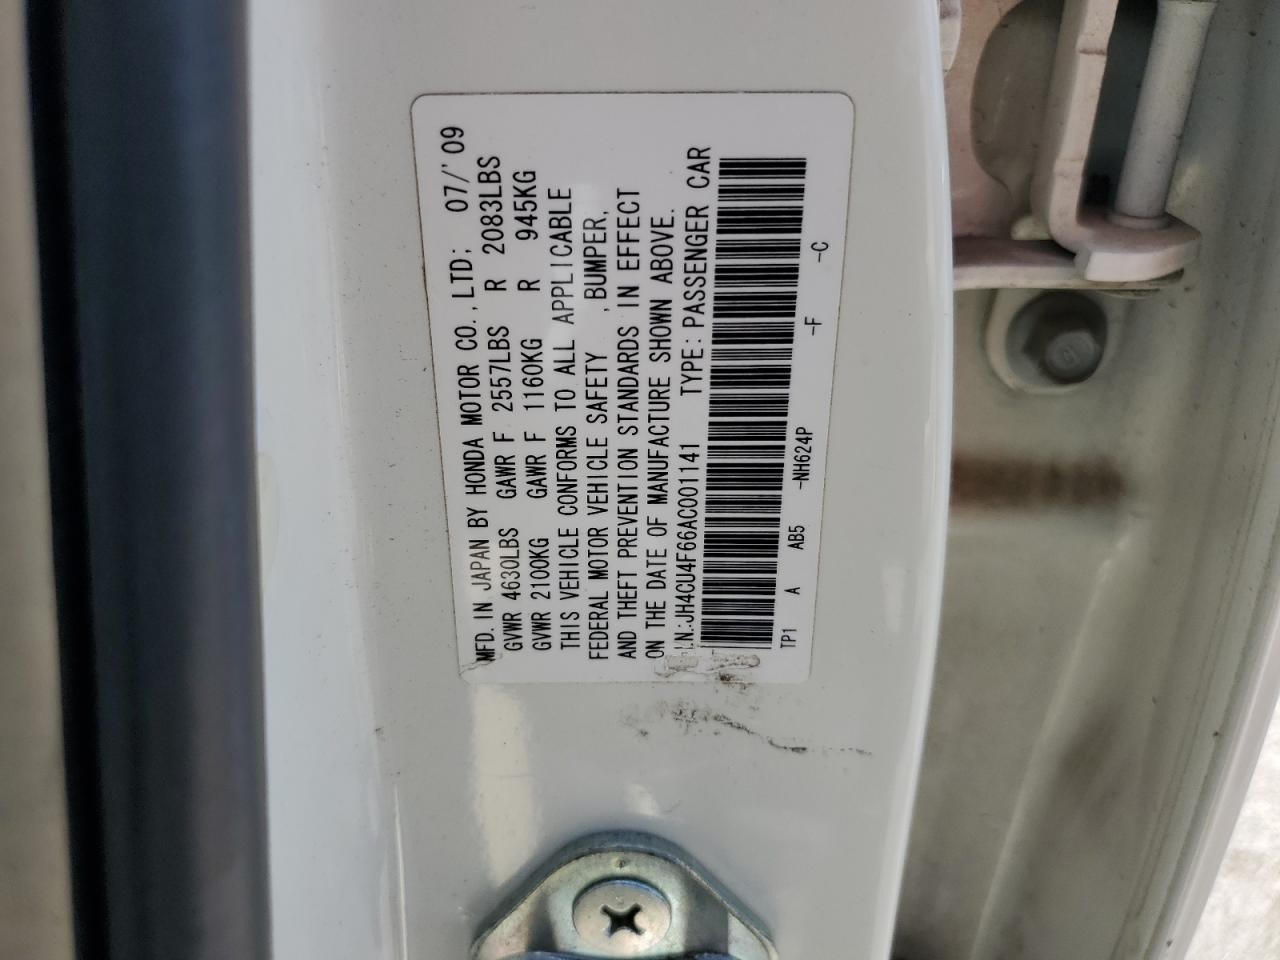 MFD. IN JAPAN BY HONDA MOTOR CO., LTD; 07/'09
GVWR 4630LBS GAWR F 2557LBS R 2083LBS
GVWR 2100KG GAWR F 1160KG R 945KG
THIS VEHICLE CONFORMS TO ALL APPLICABLE
FEDERAL MOTOR VEHICLE SAFETY , BUMPER,
AND THEFT PREVENTION STANDARDS IN EFFECT
ON THE DATE OF MANUFACTURE SHOWN ABOVE.
.N.:JH4CU4F66AC001141 TYPE: PASSENGER CAR
TP1 A AB5 -NH624P -F -C